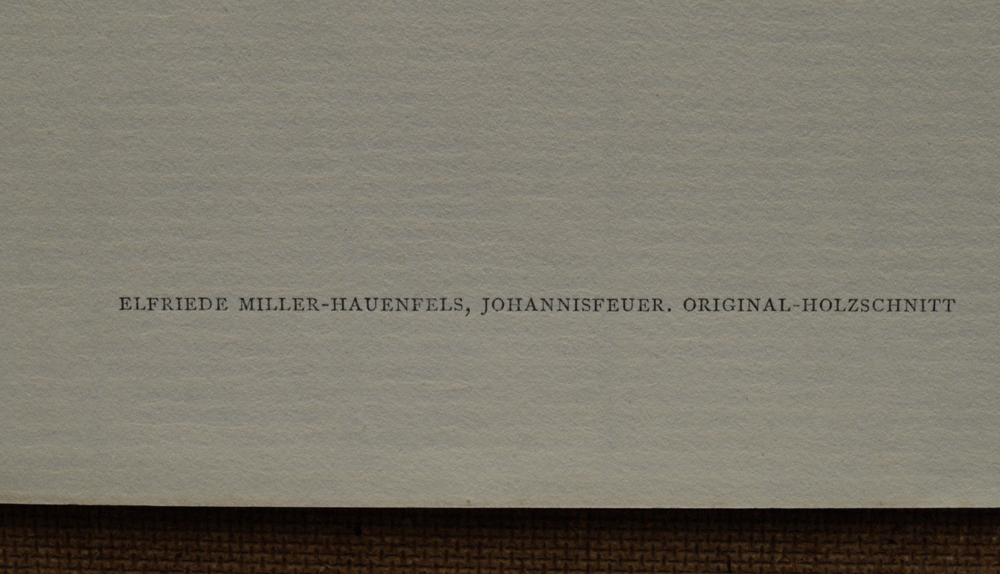 ELFRIEDE MILLER-HAUENFELS, JOHANNISFEUER. ORIGINAL-HOLZSCHNITT